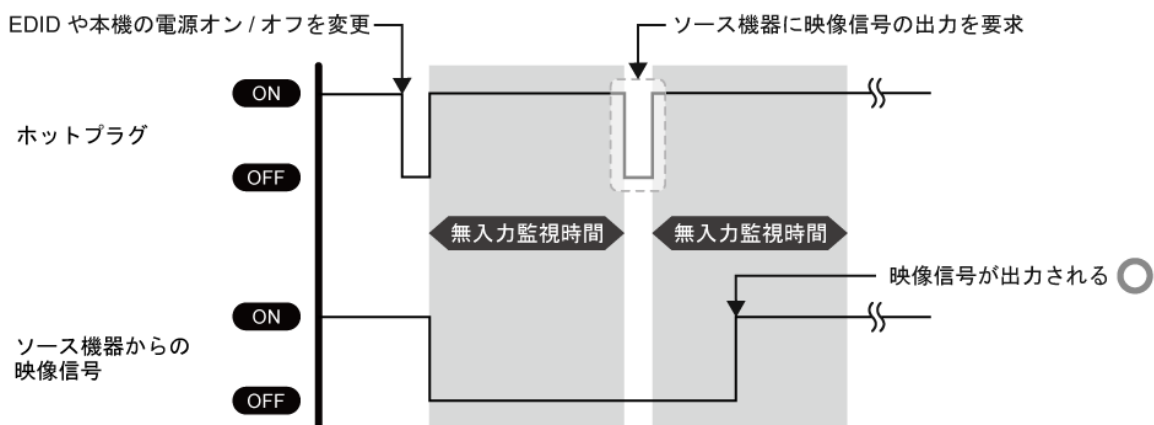 EDID や本機の電源オン / オフを変更
ソース機器に映像信号の出力を要求
ON
ホットプラグ
OFF
無入力監視時間
無入力監視時間
映像信号が出力される
ON
ソース機器からの
映像信号
OFF